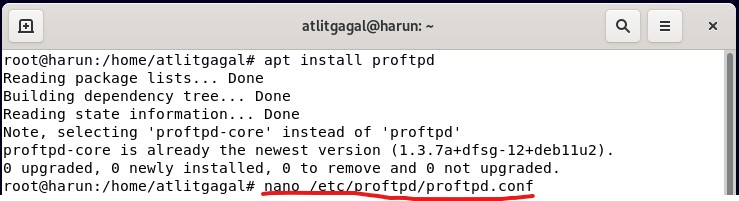 atlitgagal@harun: ~
root@harun:/home/atlitgagal# apt install proftpd
Reading package lists... Done
Building dependency tree... Done
Reading state information... Done
Note, selecting 'proftpd-core' instead of 'proftpd'
proftpd-core is already the newest version (1.3.7a+dfsg-12+deb11u2).
0 upgraded, 0 newly installed, 0 to remove and 0 not upgraded.
root@harun:/home/atlitgagal# nano /etc/proftpd/proftpd.conf